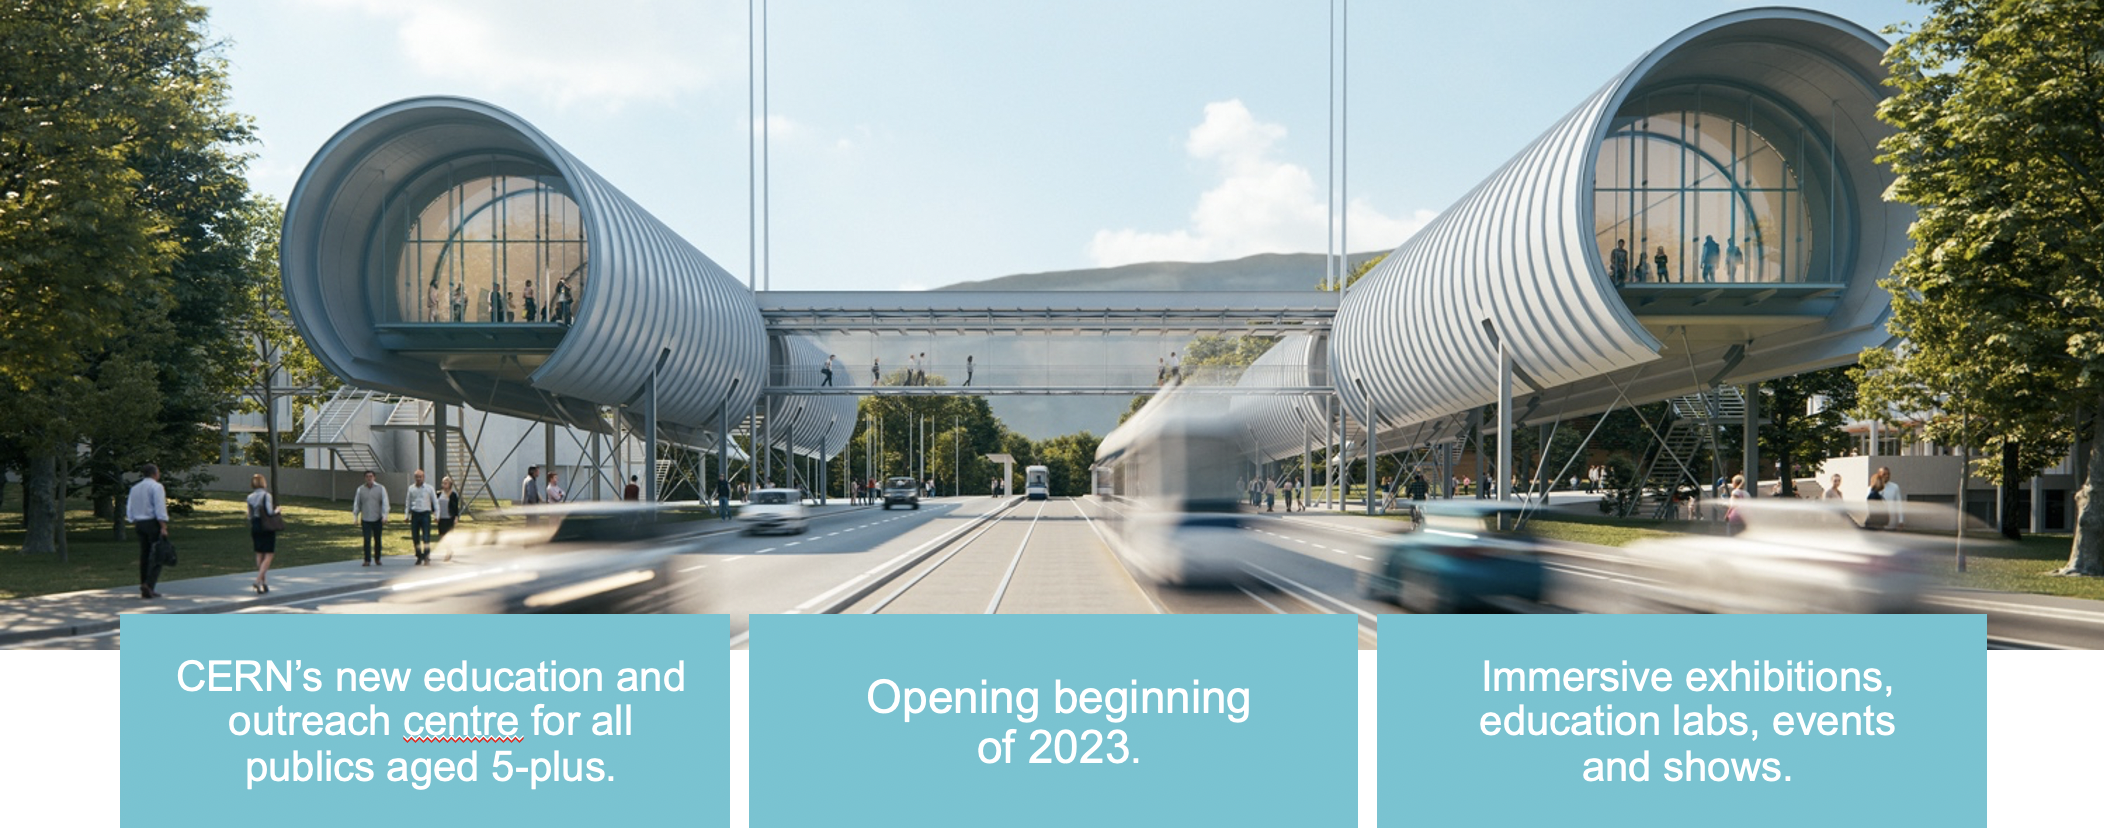 CERN’s new education and
outreach centre for all
publics aged 5-plus.
Opening beginning
of 2023.
Immersive exhibitions,
education labs, events
and shows.